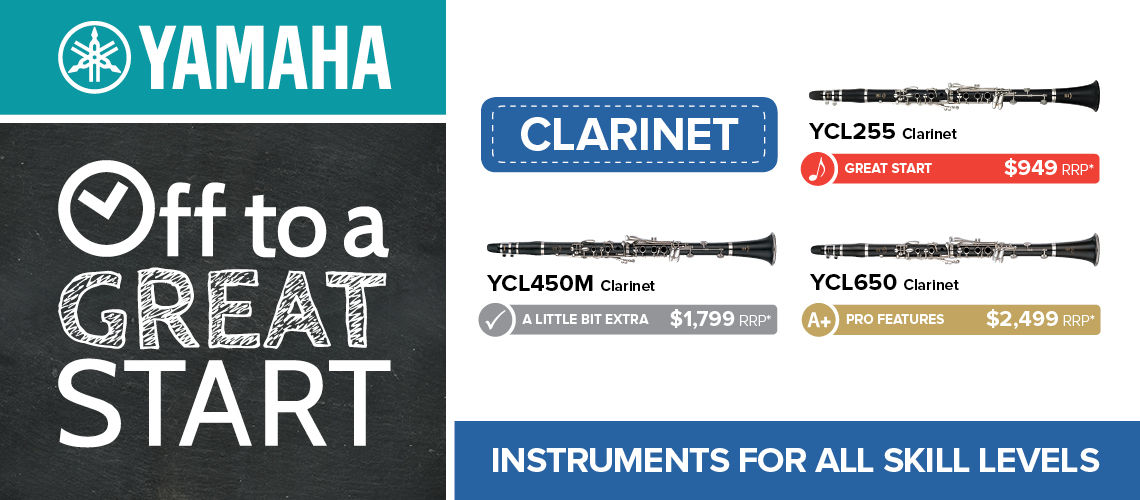 YAMAHA
Off to a
GREAT
START
CLARINET
YCL255 Clarinet
GREAT START $949 RRP*
YCL450M Clarinet
A LITTLE BIT EXTRA $1,799 RRP*
YCL650 Clarinet
A+ PRO FEATURES $2,499 RRP*
INSTRUMENTS FOR ALL SKILL LEVELS